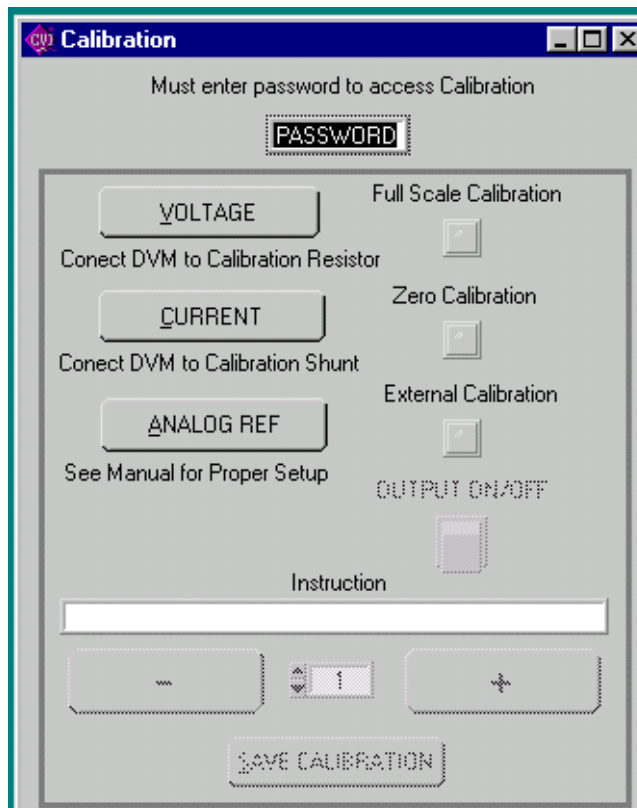 CVI Calibration
Must enter password to access Calibration
PASSWORD
VOLTAGE
Full Scale Calibration
Conect DVM to Calibration Resistor
CURRENT
Zero Calibration
Conect DVM to Calibration Shunt
ANALOG REF
External Calibration
See Manual for Proper Setup
OUTPUT ON/OFF
Instruction
- 1 +
SAVE CALIBRATION